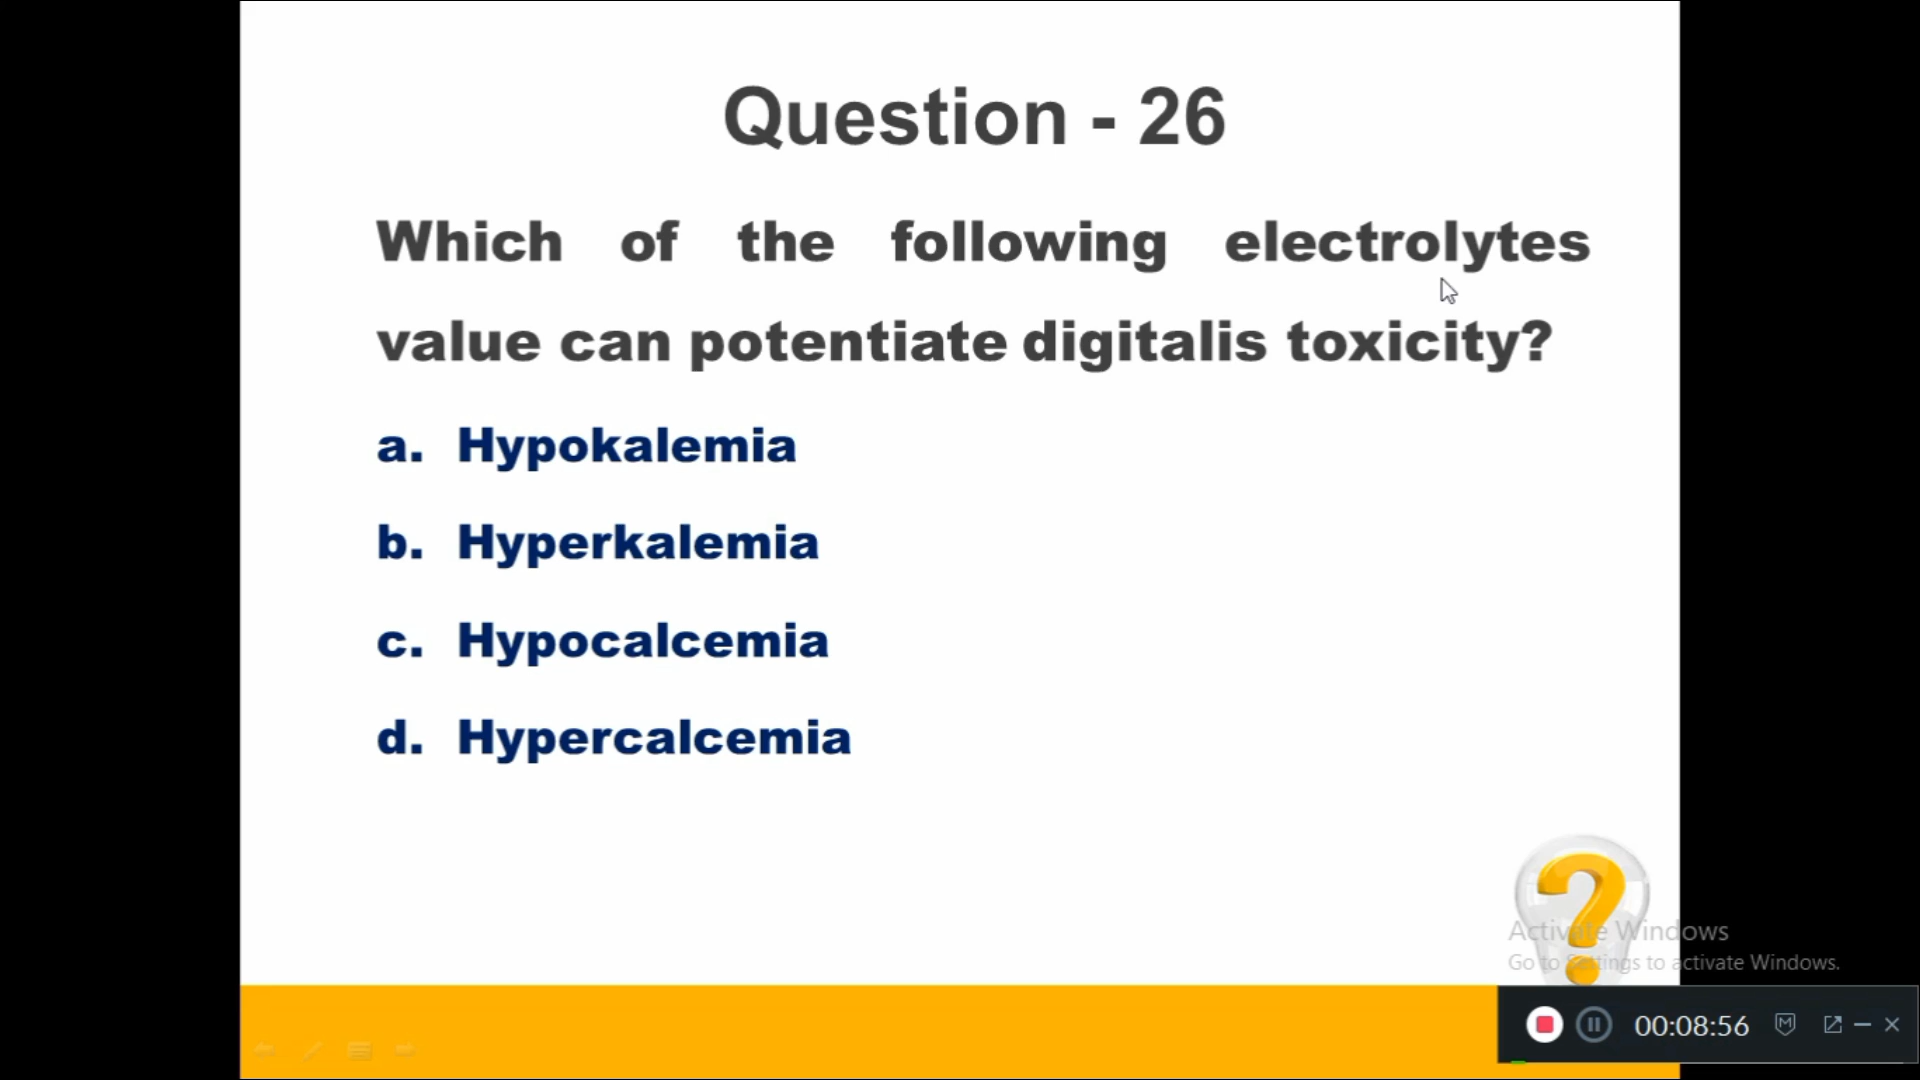 Question - 26
Which of the following electrolytes
value can potentiate digitalis toxicity?
a. Hypokalemia
b. Hyperkalemia
c. Hypocalcemia
d. Hypercalcemia
Activate Windows
Go to Settings to activate Windows.
00:08:56